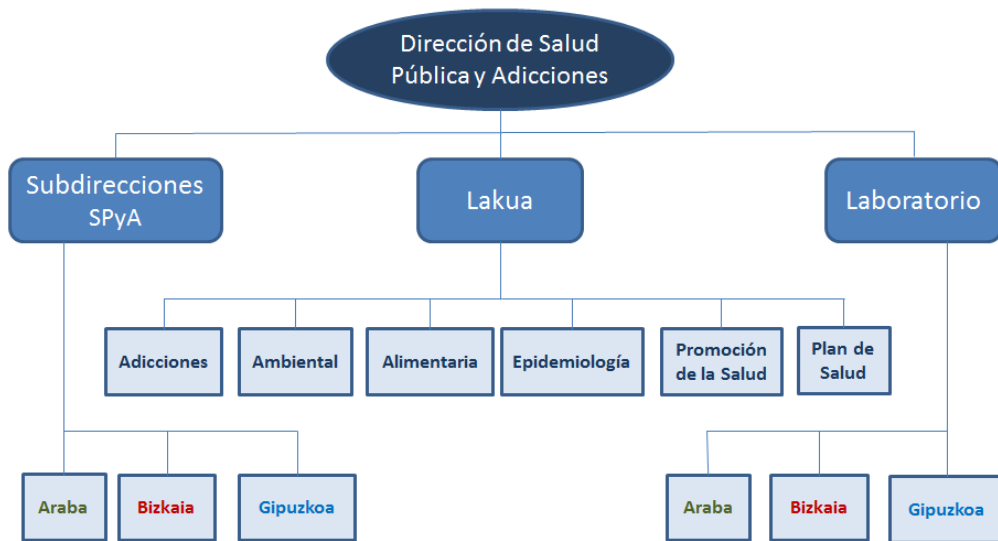 Dirección de Salud
Pública y Adicciones
Subdirecciones
SPyA
Lakua
Laboratorio
Adicciones
Ambiental
Alimentaria
Epidemiología
Promoción
de la Salud
Plan de
Salud
Araba
Bizkaia
Gipuzkoa
Araba
Bizkaia
Gipuzkoa